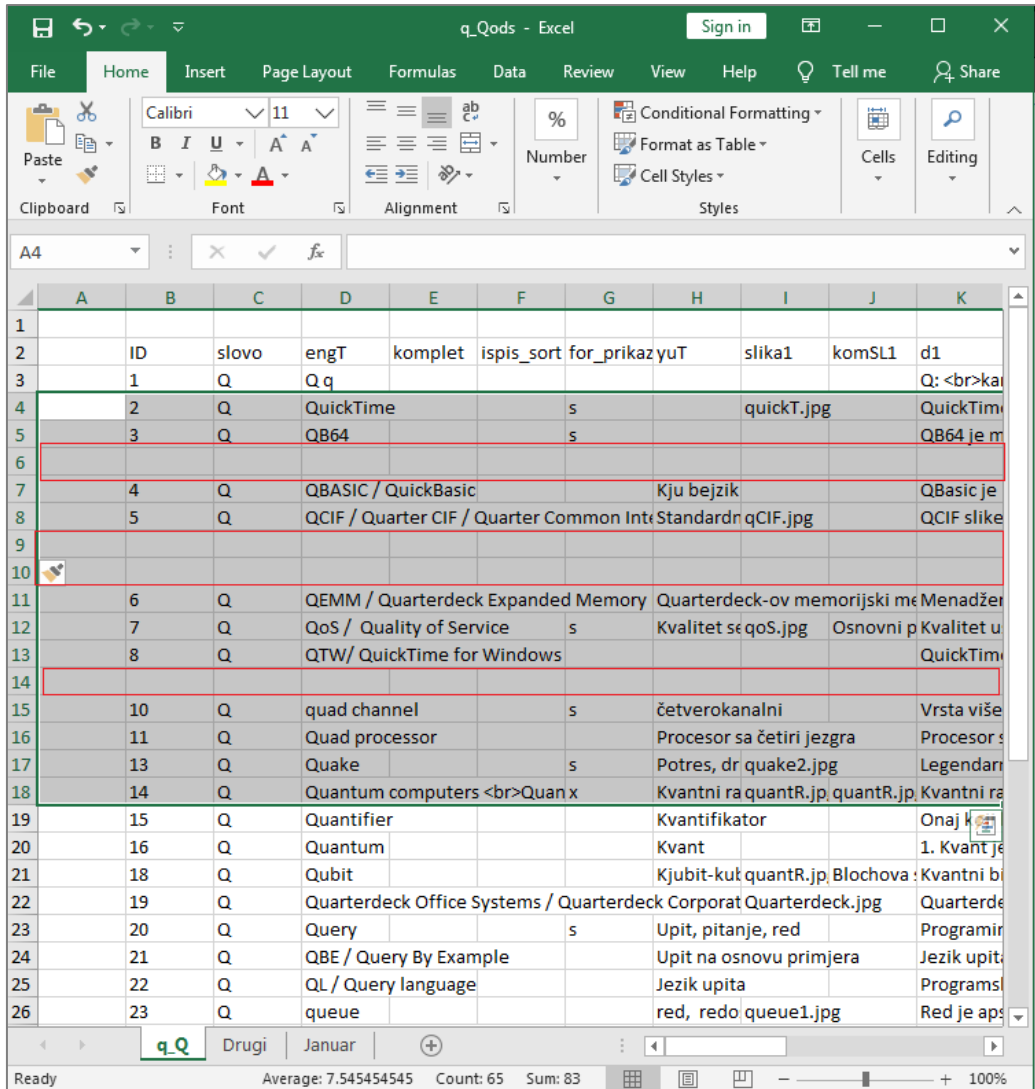 q_Qods - Excel Sign in
File Home Insert Page Layout Formulas Data Review View Help Tell me Share
Paste Calibri 11 B I U A A A ab % Number Conditional Formatting Format as Table Cell Styles Cells Editing
Clipboard Font Alignment Styles
A4 fx
A B C D E F G H I J K
1
2 ID slovo engT komplet ispis_sort for_prikaz yuT slika1 komSL1 d1
3 1 Q Q q Q: <br>kar
4 2 Q QuickTime s quickT.jpg QuickTime
5 3 Q QB64 s QB64 je m
6
7 4 Q QBASIC / QuickBasic Kju bejzik QBasic je
8 5 Q QCIF / Quarter CIF / Quarter Common Inte Standardn qCIF.jpg QCIF slike
9
10
11 6 Q QEMM / Quarterdeck Expanded Memory Quarterdeck-ov memorijski me Menadžer
12 7 Q QoS / Quality of Service s Kvalitet se qoS.jpg Osnovni p Kvalitet u
13 8 Q QTW/ QuickTime for Windows QuickTime
14
15 10 Q quad channel s četverokanalni Vrsta više
16 11 Q Quad processor Procesor sa četiri jezgra Procesor s
17 13 Q Quake s Potres, dr quake2.jpg Legendarn
18 14 Q Quantum computers <br>Quan x Kvantni ra quantR.jp quantR.jp Kvantni ra
19 15 Q Quantifier Kvantifikator Onaj k
20 16 Q Quantum Kvant 1. Kvant je
21 18 Q Qubit Kjubit-kub quantR.jp Blochova s Kvantni bi
22 19 Q Quarterdeck Office Systems / Quarterdeck Corporat Quarterdeck.jpg Quarterde
23 20 Q Query s Upit, pitanje, red Programir
24 21 Q QBE / Query By Example Upit na osnovu primjera Jezik upita
25 22 Q QL / Query language Jezik upita Programsk
26 23 Q queue red, redo queue1.jpg Red je aps
q_Q Drugi Januar
Ready Average: 7.545454545 Count: 65 Sum: 83 100%